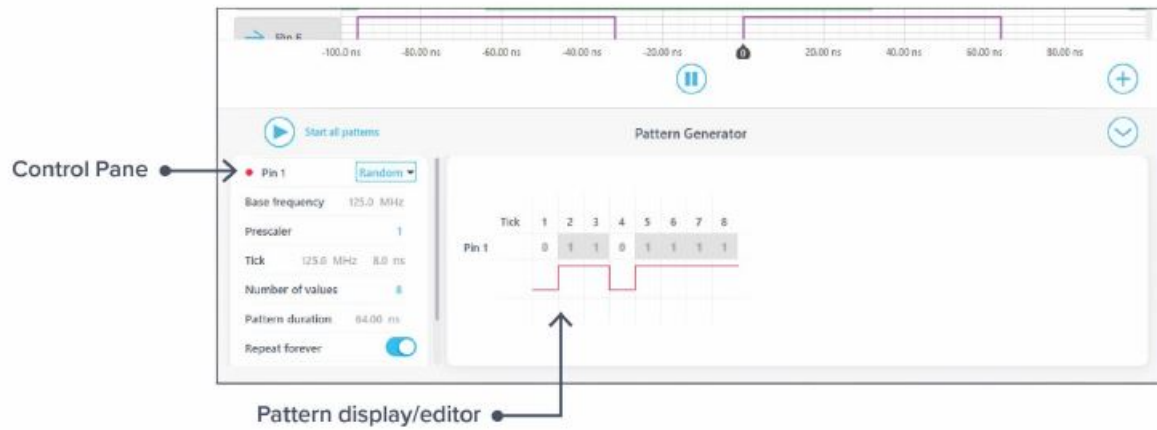 -100.0 ns -80.00 ns -60.00 ns -40.00 ns -20.00 ns 0 20.00 ns 40.00 ns 60.00 ns 80.00 ns
Start all patterns
Pattern Generator
Control Pane
Pin 1 Random
Base frequency 125.0 MHz
Prescaler 1
Tick 125.0 MHz 8.0 ns
Number of values 8
Pattern duration 64.00 ns
Repeat forever
Tick 1 2 3 4 5 6 7 8
Pin 1 0 1 1 0 1 1 1 1
Pattern display/editor